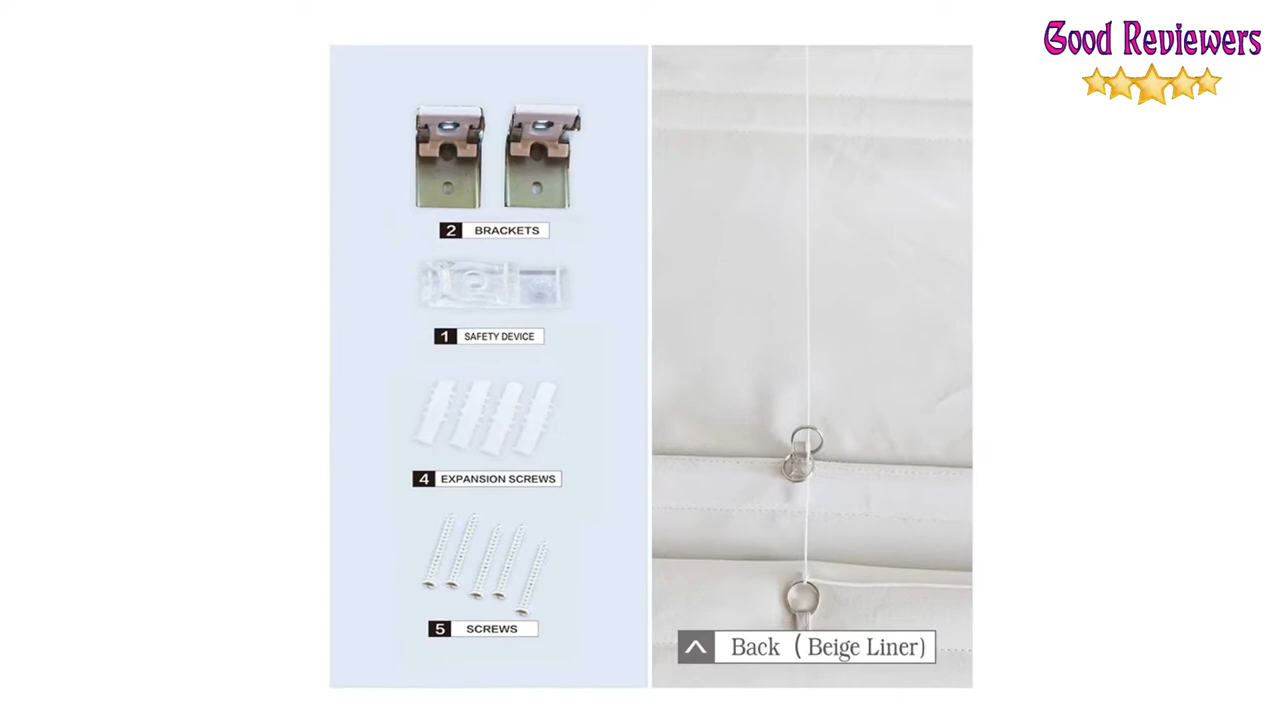 Good Reviewers
2 BRACKETS
1 SAFETY DEVICE
4 EXPANSION SCREWS
5 SCREWS
Back ( Beige Liner)